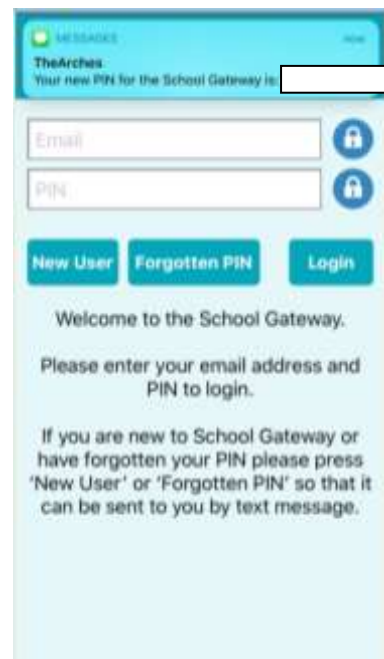 MESSAGES now
TheArches
Your new PIN for the School Gateway is:
Email
PIN
New User Forgotten PIN Login
Welcome to the School Gateway.
Please enter your email address and
PIN to login.
If you are new to School Gateway or
have forgotten your PIN please press
'New User' or 'Forgotten PIN' so that it
can be sent to you by text message.